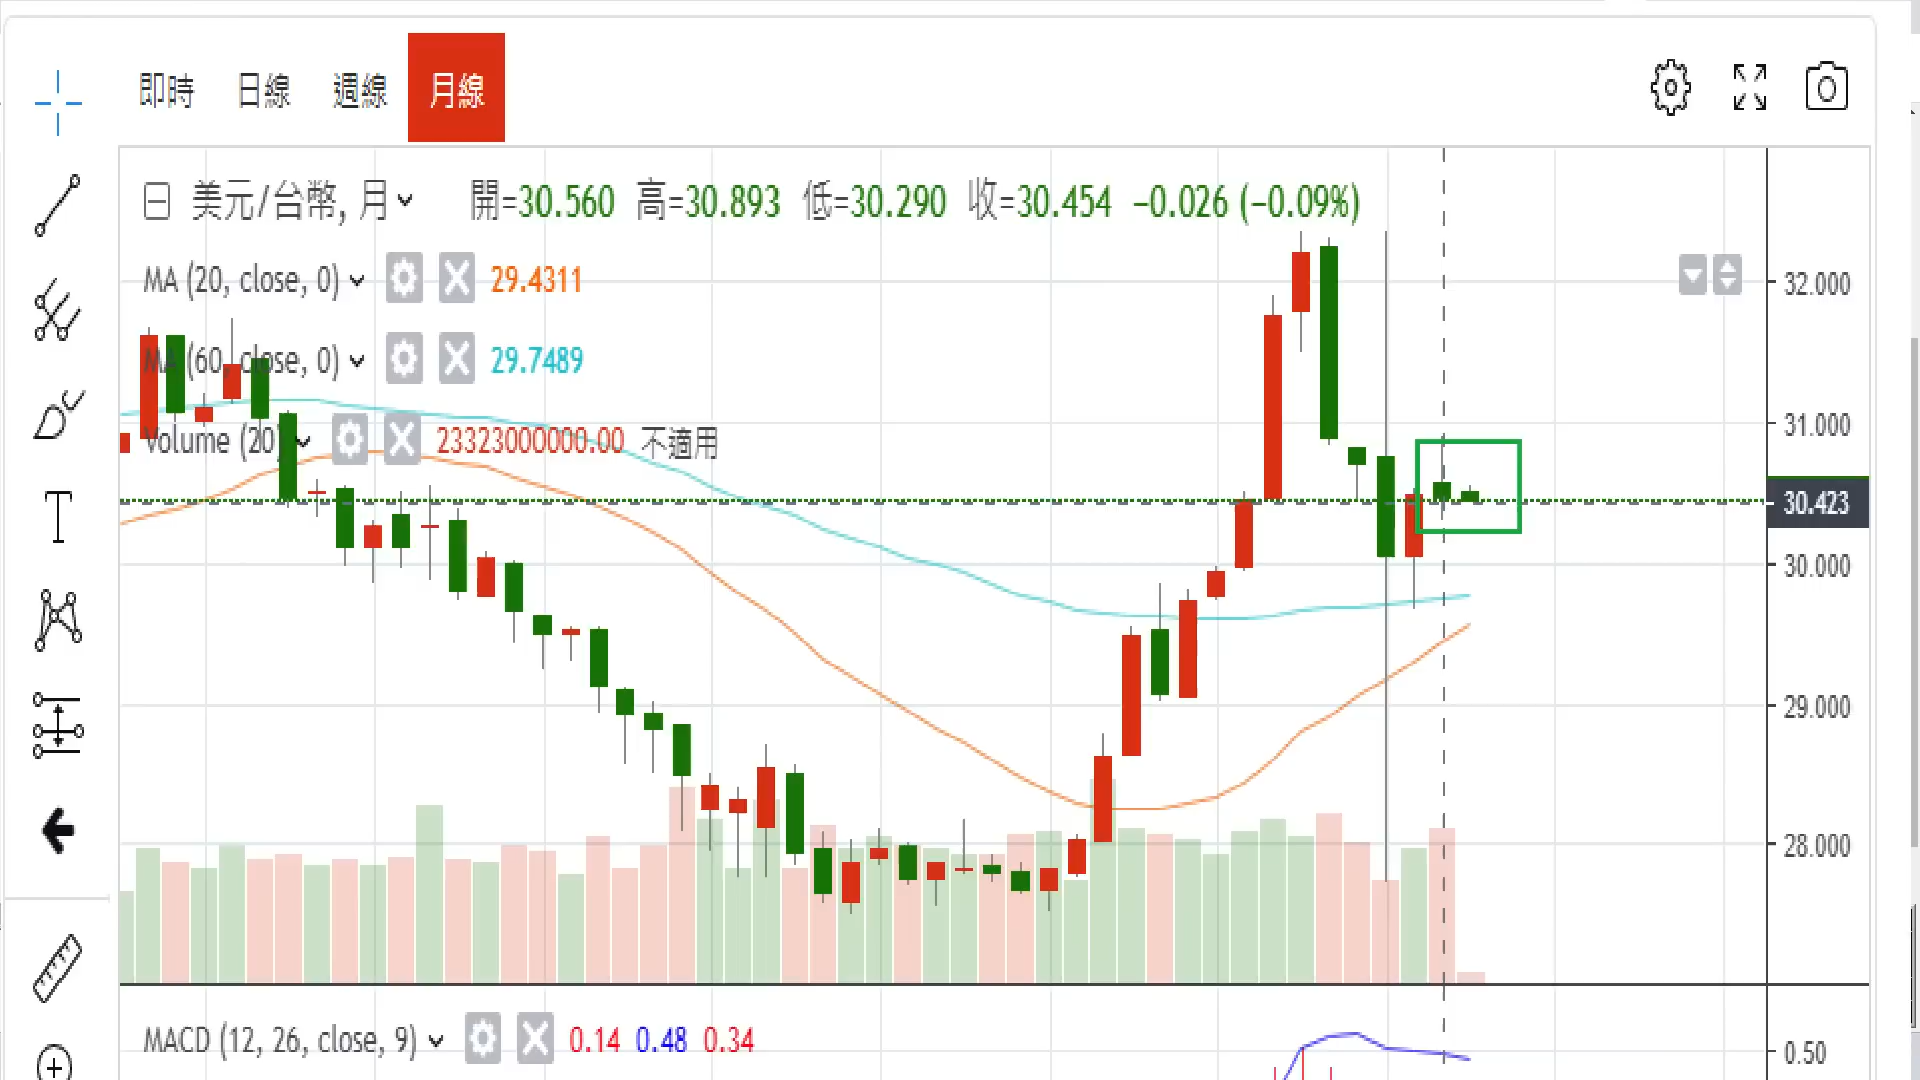 即時 日線 週線 月線
美元/台幣, 月 開=30.560 高=30.893 低=30.290 收=30.454 −0.026 (−0.09%)
MA (20, close, 0) 29.4311
32.000
MA (60, close, 0) 29.7489
31.000
Volume (20) 23323000000.00 不適用
30.423
30.000
29.000
28.000
MACD (12, 26, close, 9) 0.14 0.48 0.34
0.50